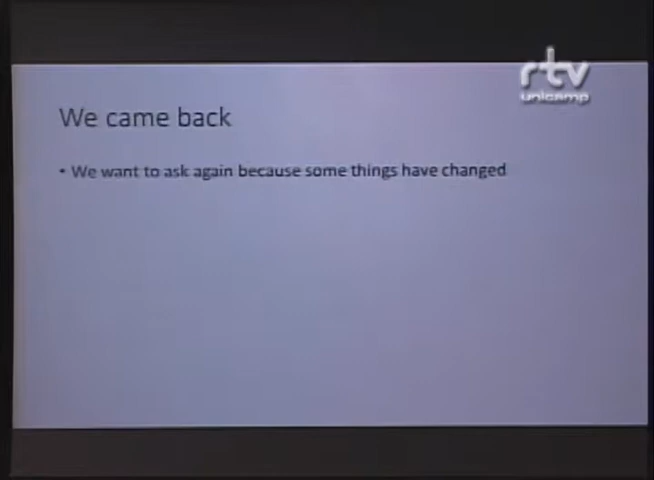 rtv
unicamp
We came back
• We want to ask again because some things have changed